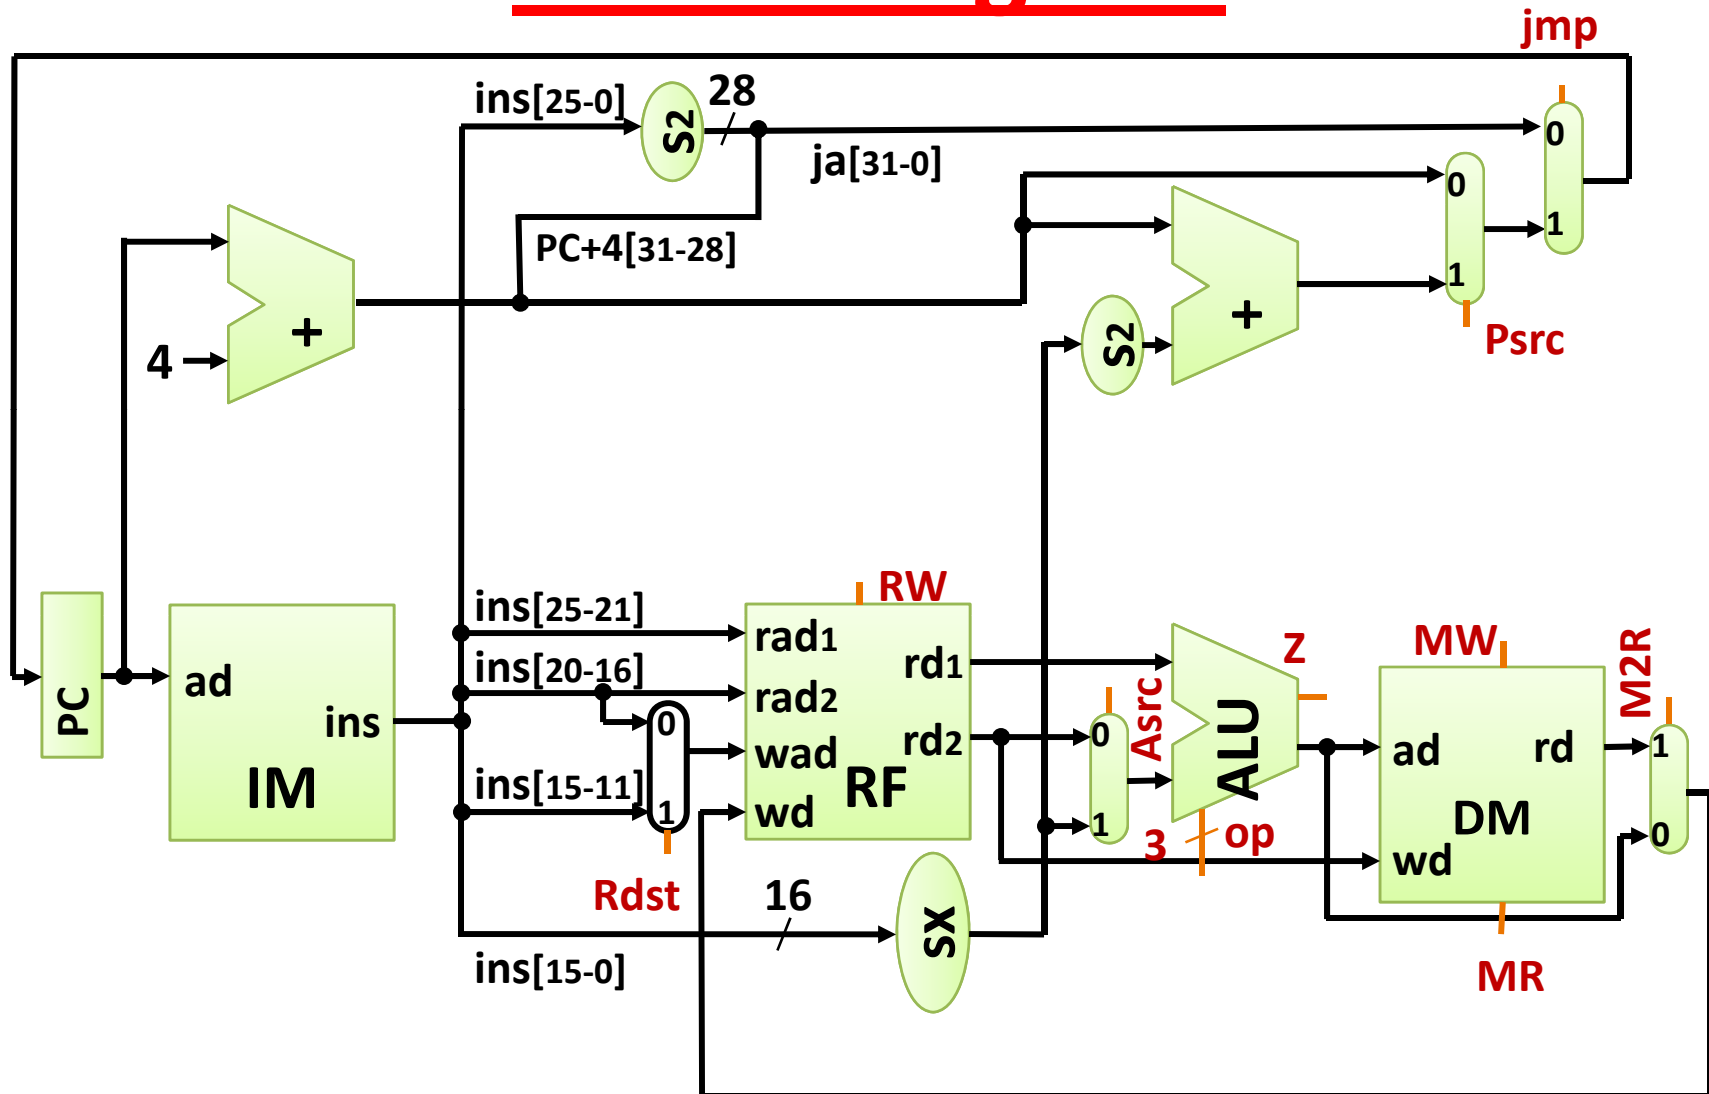 jmp
ins[25-0]
28
S2
0
ja[31-0]
0
PC+4[31-28]
1
1
+
+
S2
4
Psrc
RW
ins[25-21]
rad1
ins[20-16]
rd1
Z
MW
M2R
PC
ad
ins
rad2
0
rd2
0
Asrc
ALU
ad
rd
1
wad
IM
RF
ins[15-11]
1
wd
1
3
op
DM
0
wd
Rdst
16
sx
ins[15-0]
MR